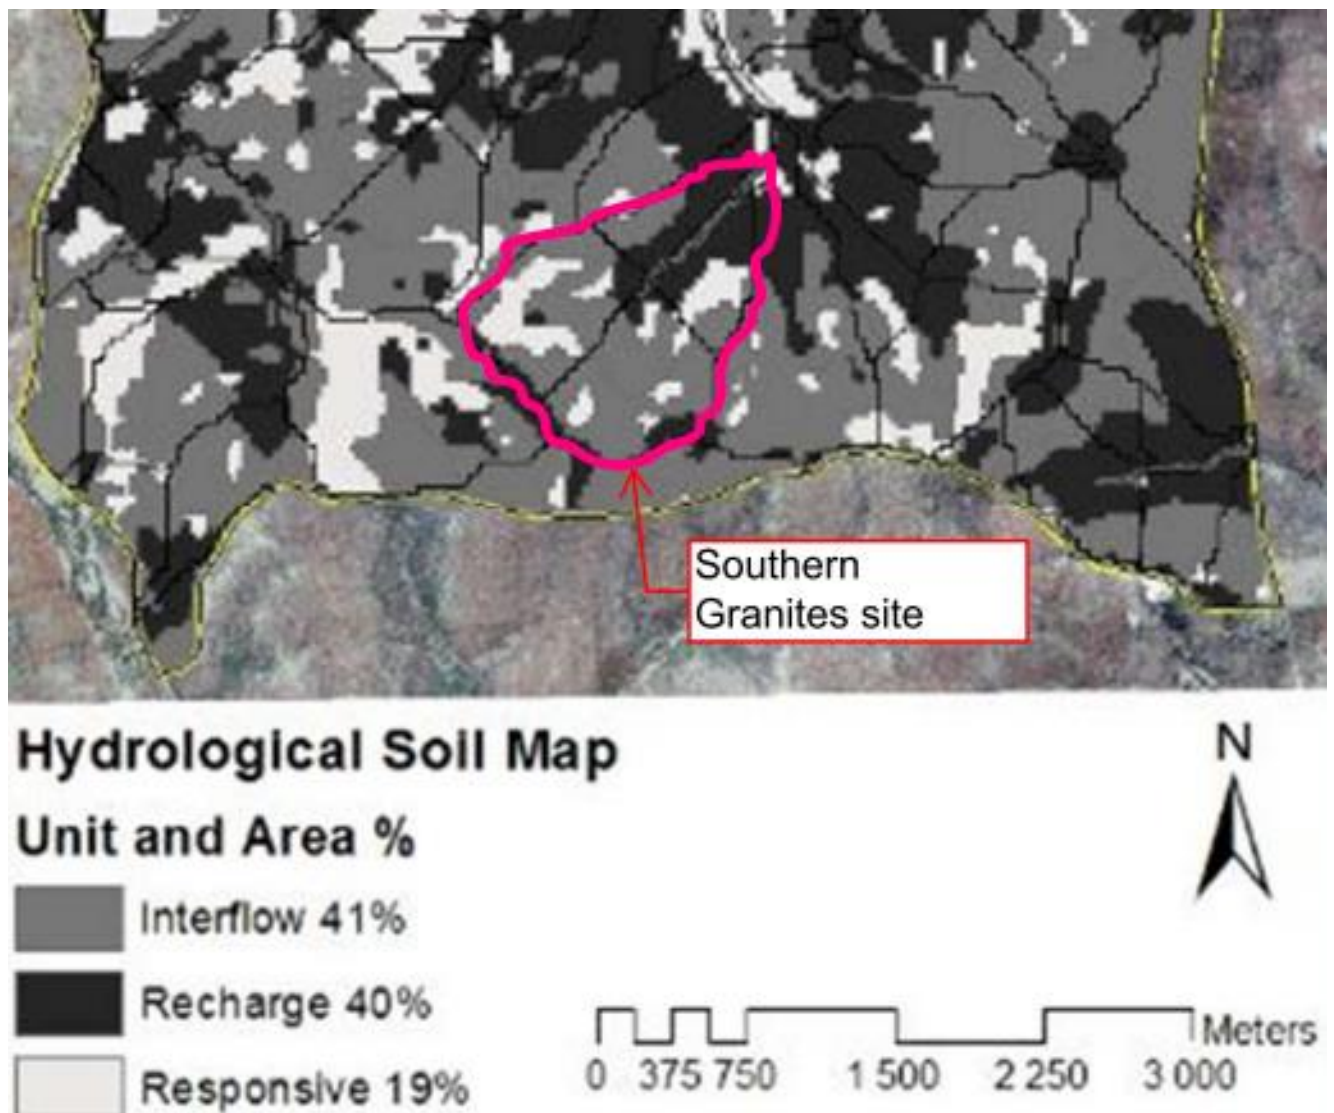 Southern
Granites site
Hydrological Soil Map
N
Unit and Area %
Interflow 41%
Recharge 40%
Meters
0 375 750 1 500 2 250 3 000
Responsive 19%